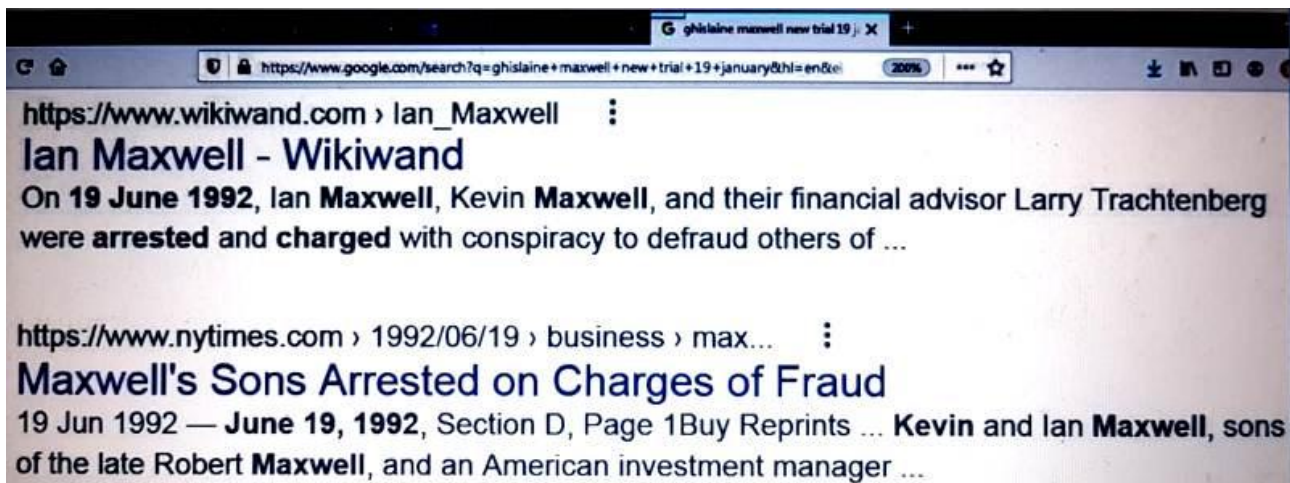 G ghislaine maxwell new trial 19 j
https://www.google.com/search?q=ghislaine+maxwell+new+trial+19+january&hl=en&ei
200%
https://www.wikiwand.com › Ian_Maxwell
Ian Maxwell - Wikiwand
On 19 June 1992, Ian Maxwell, Kevin Maxwell, and their financial advisor Larry Trachtenberg
were arrested and charged with conspiracy to defraud others of ...
https://www.nytimes.com › 1992/06/19 › business › max...
Maxwell's Sons Arrested on Charges of Fraud
19 Jun 1992 — June 19, 1992, Section D, Page 1Buy Reprints ... Kevin and Ian Maxwell, sons
of the late Robert Maxwell, and an American investment manager ...